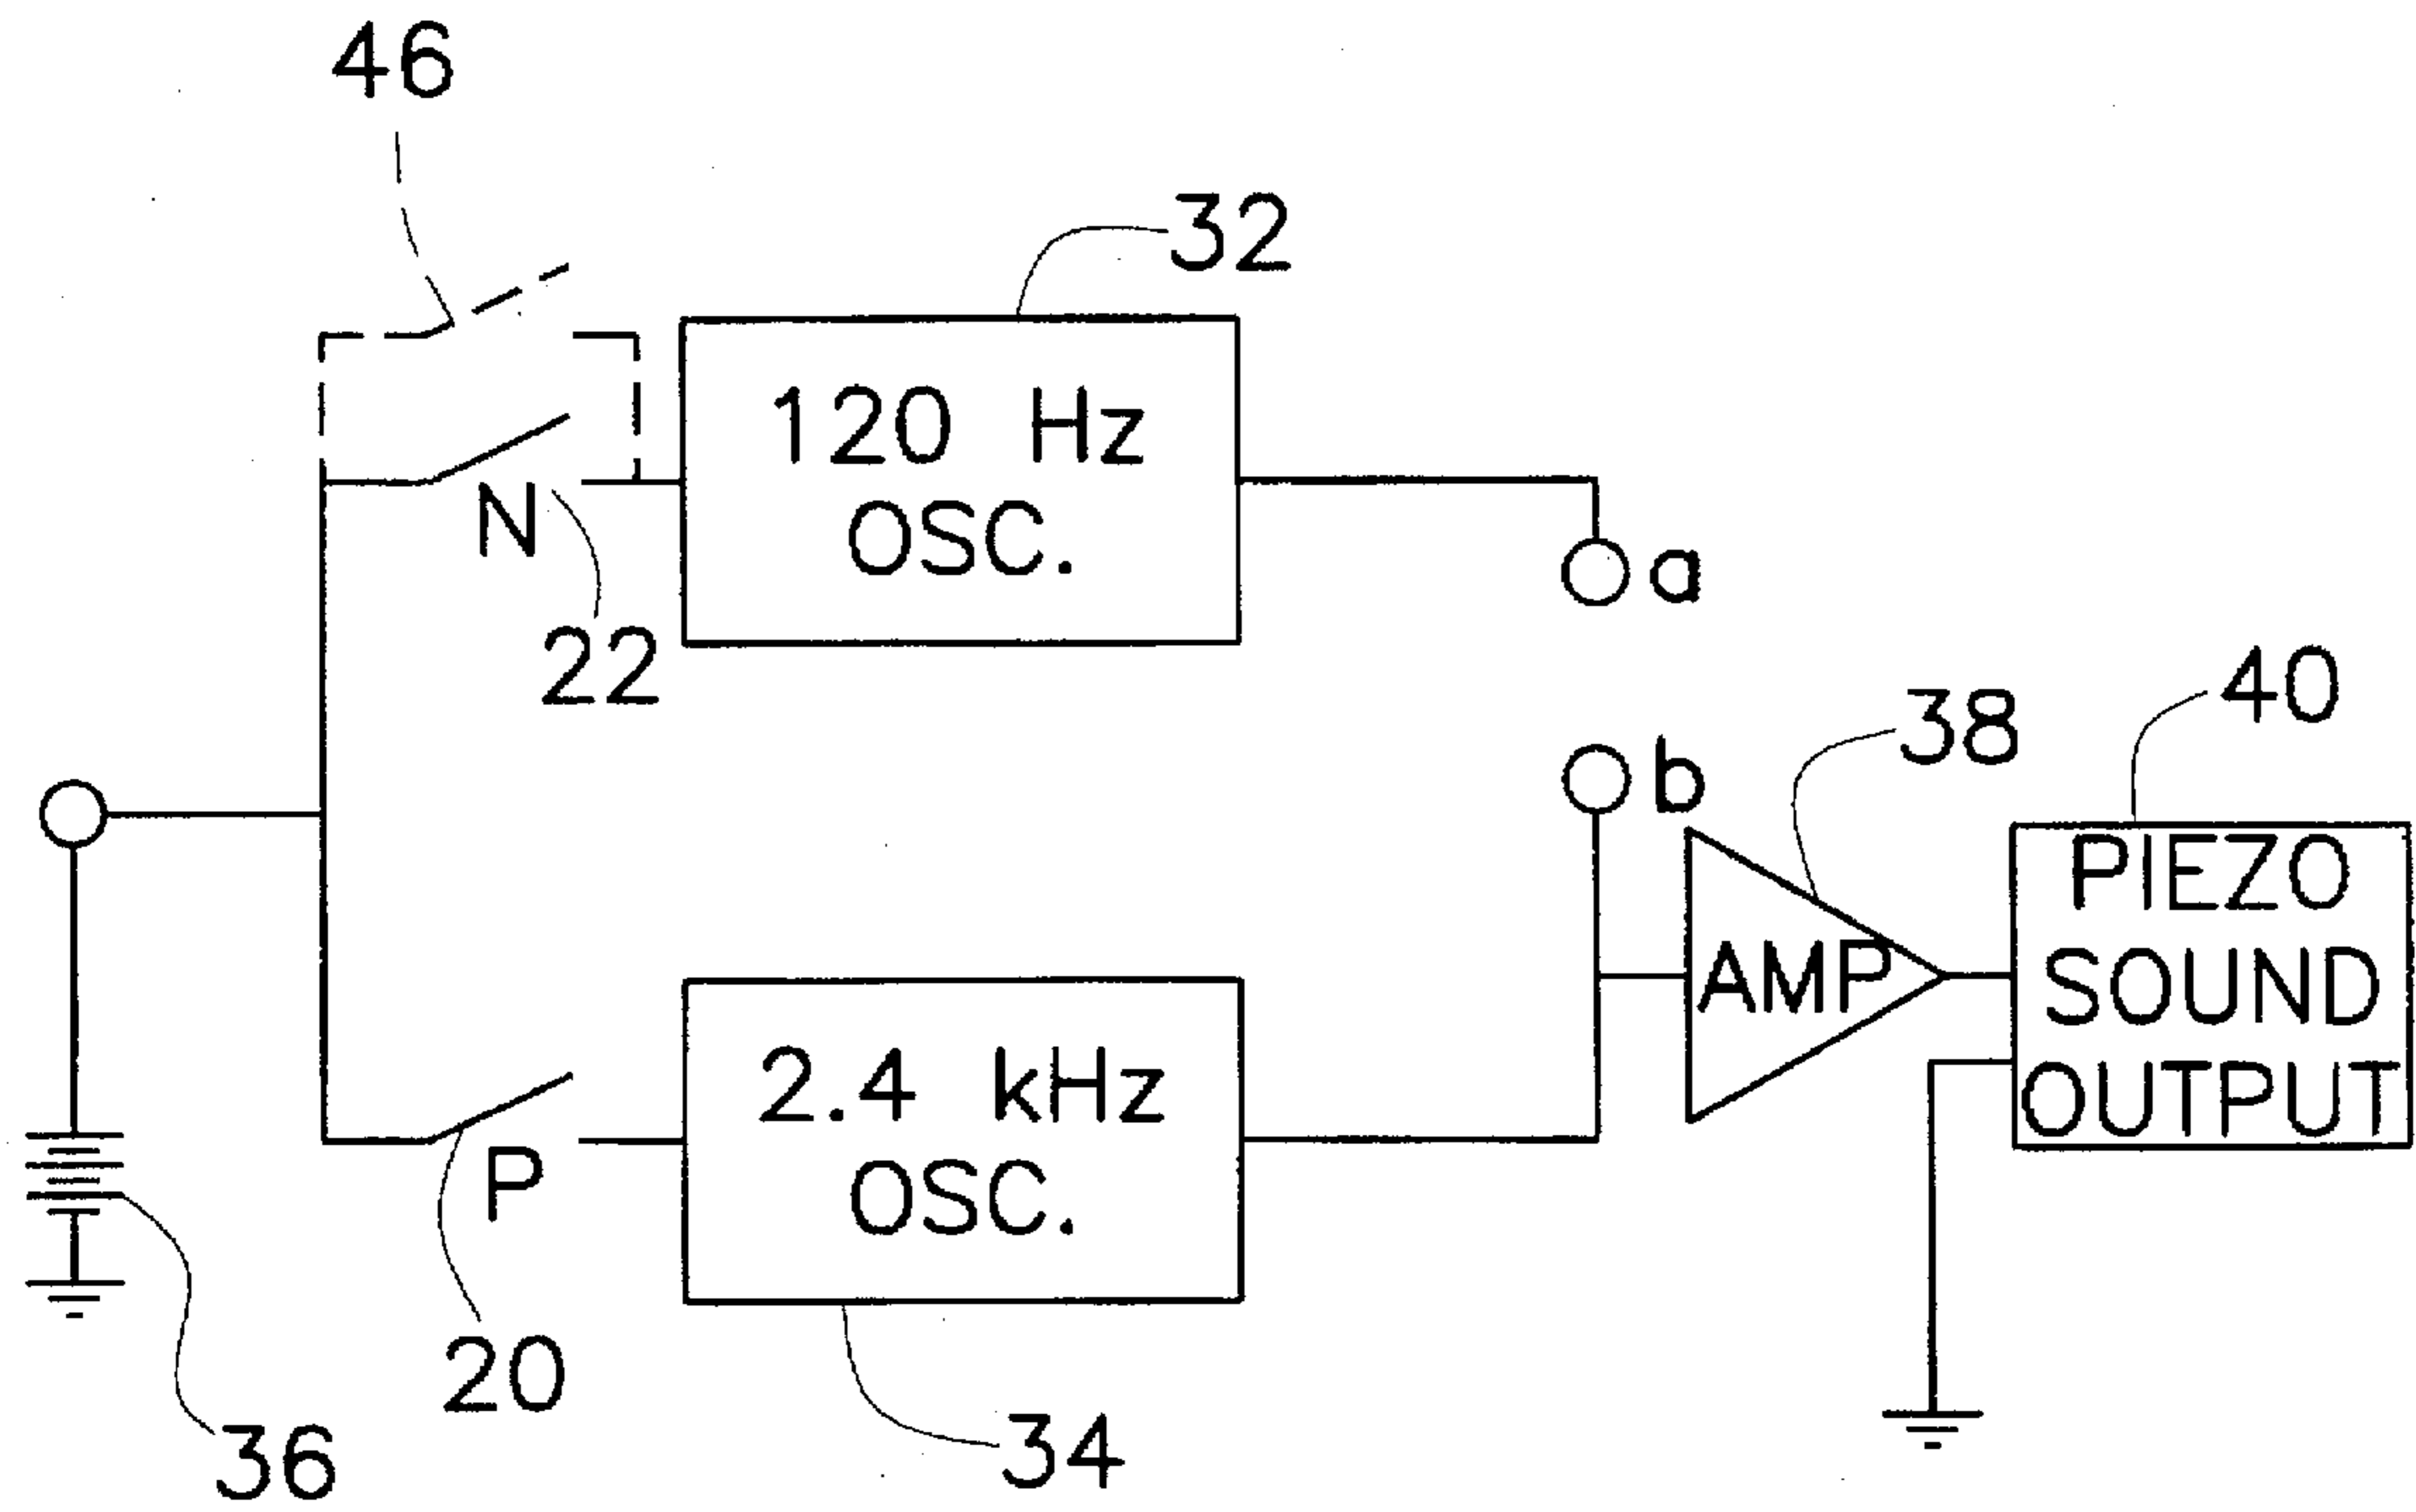 46
32
120 Hz
OSC.
N
22
a
b
38
40
PIEZO
SOUND
OUTPUT
AMP
2.4 kHz
OSC.
P
20
34
36